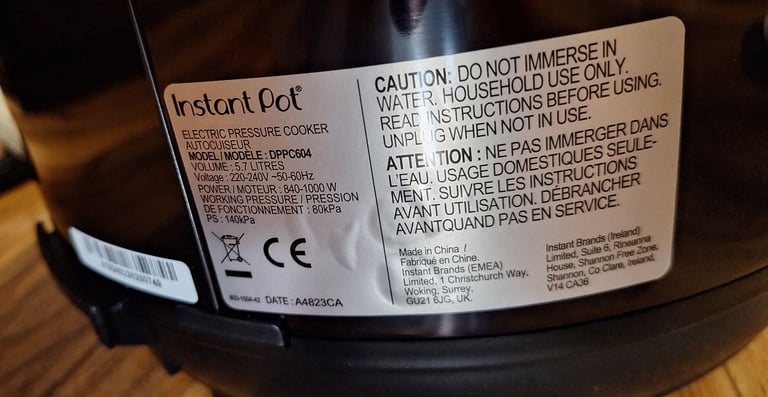 Instant Pot®
ELECTRIC PRESSURE COOKER
AUTOCUISEUR
MODEL / MODÈLE : DPPC604
VOLUME : 5.7 LITRES
Voltage : 220-240V ~50-60Hz
POWER / MOTEUR : 840-1000 W
WORKING PRESSURE / PRESSION
DE FONCTIONNEMENT : 80kPa
PS : 140kPa
CE
DATE : A4823CA
CAUTION: DO NOT IMMERSE IN
WATER. HOUSEHOLD USE ONLY.
READ INSTRUCTIONS BEFORE USING.
UNPLUG WHEN NOT IN USE.
ATTENTION : NE PAS IMMERGER DANS
L'EAU. USAGE DOMESTIQUES SEULE-
MENT. SUIVRE LES INSTRUCTIONS
AVANT UTILISATION. DÉBRANCHER
AVANTQUAND PAS EN SERVICE.
Made in China /
Fabriqué en Chine.
Instant Brands (EMEA)
Limited, 1 Christchurch Way,
Woking, Surrey,
GU21 6JG, UK.
Instant Brands (Ireland)
Limited, Suite 6, Rineanna
House, Shannon Free Zone,
Shannon, Co Clare, Ireland,
V14 CA36